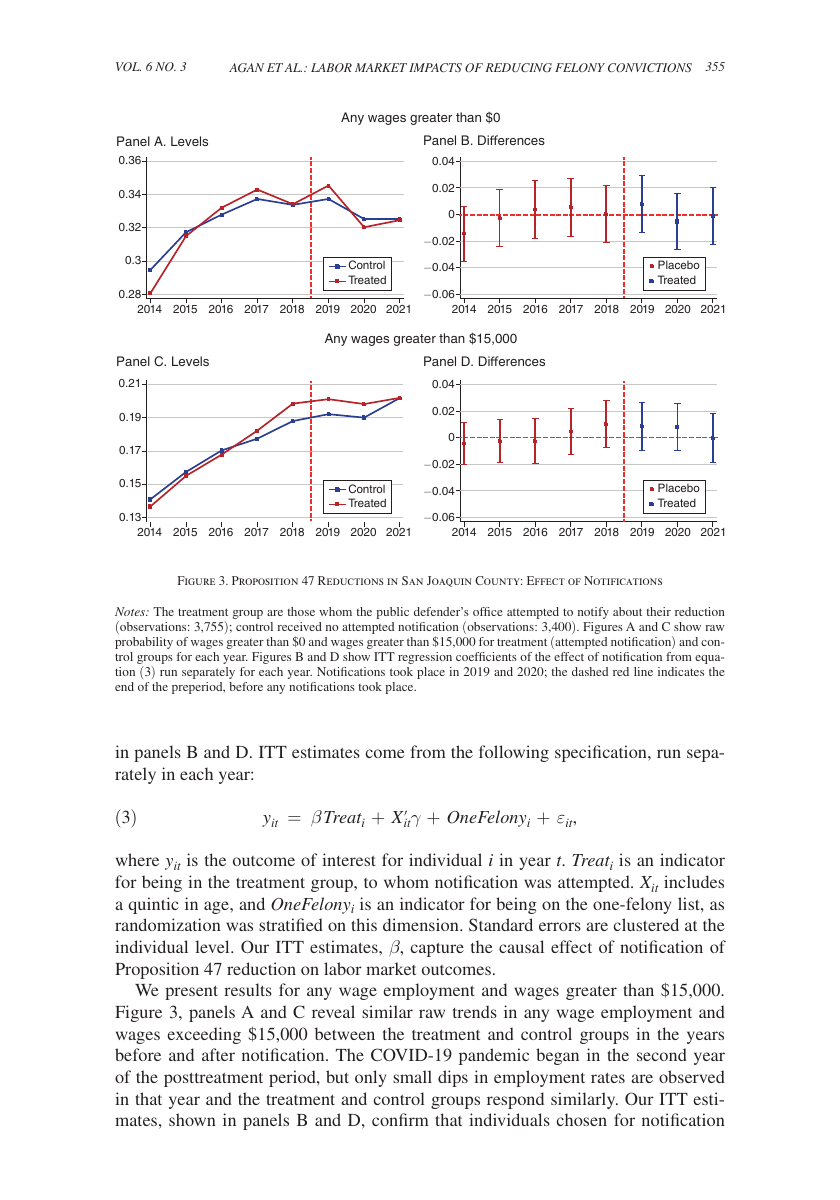 VOL. 6 NO. 3 AGAN ET AL.: LABOR MARKET IMPACTS OF REDUCING FELONY CONVICTIONS 355
Any wages greater than $0
Panel A. Levels
0.36
0.34
0.32
0.3
0.28
2014 2015 2016 2017 2018 2019 2020 2021
Control
Treated
Panel B. Differences
0.04
0.02
0
−0.02
−0.04
−0.06
2014 2015 2016 2017 2018 2019 2020 2021
Placebo
Treated
Any wages greater than $15,000
Panel C. Levels
0.21
0.19
0.17
0.15
0.13
2014 2015 2016 2017 2018 2019 2020 2021
Control
Treated
Panel D. Differences
0.04
0.02
0
−0.02
−0.04
−0.06
2014 2015 2016 2017 2018 2019 2020 2021
Placebo
Treated
Figure 3. Proposition 47 Reductions in San Joaquin County: Effect of Notifications
Notes: The treatment group are those whom the public defender's office attempted to notify about their reduction
(observations: 3,755); control received no attempted notification (observations: 3,400). Figures A and C show raw
probability of wages greater than $0 and wages greater than $15,000 for treatment (attempted notification) and con-
trol groups for each year. Figures B and D show ITT regression coefficients of the effect of notification from equa-
tion (3) run separately for each year. Notifications took place in 2019 and 2020; the dashed red line indicates the
end of the preperiod, before any notifications took place.
in panels B and D. ITT estimates come from the following specification, run sepa-
rately in each year:
(3) y_it = βTreat_i + X′_it γ + OneFelony_i + ε_it,
where y_it is the outcome of interest for individual i in year t. Treat_i is an indicator
for being in the treatment group, to whom notification was attempted. X_it includes
a quintic in age, and OneFelony_i is an indicator for being on the one-felony list, as
randomization was stratified on this dimension. Standard errors are clustered at the
individual level. Our ITT estimates, β, capture the causal effect of notification of
Proposition 47 reduction on labor market outcomes.
We present results for any wage employment and wages greater than $15,000.
Figure 3, panels A and C reveal similar raw trends in any wage employment and
wages exceeding $15,000 between the treatment and control groups in the years
before and after notification. The COVID-19 pandemic began in the second year
of the posttreatment period, but only small dips in employment rates are observed
in that year and the treatment and control groups respond similarly. Our ITT esti-
mates, shown in panels B and D, confirm that individuals chosen for notification